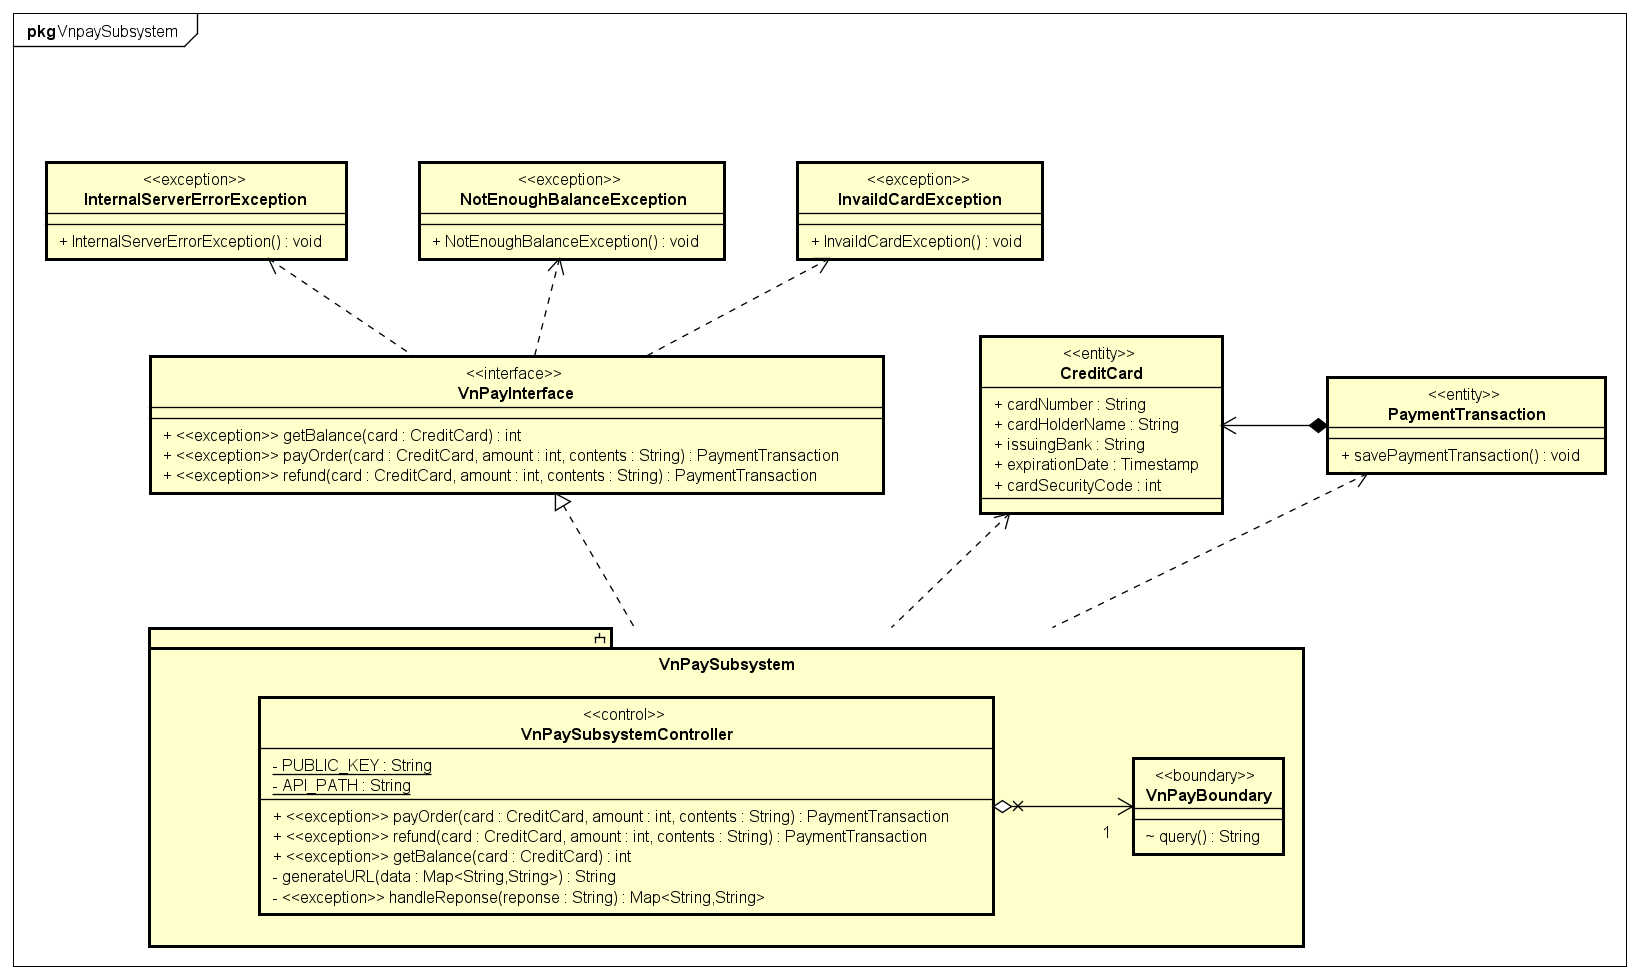 pkg VnpaySubsystem
<<exception>>
InternalServerErrorException
+ InternalServerErrorException() : void
<<exception>>
NotEnoughBalanceException
+ NotEnoughBalanceException() : void
<<exception>>
InvaildCardException
+ InvaildCardException() : void
<<interface>>
VnPayInterface
+ <<exception>> getBalance(card : CreditCard) : int
+ <<exception>> payOrder(card : CreditCard, amount : int, contents : String) : PaymentTransaction
+ <<exception>> refund(card : CreditCard, amount : int, contents : String) : PaymentTransaction
<<entity>>
CreditCard
+ cardNumber : String
+ cardHolderName : String
+ issuingBank : String
+ expirationDate : Timestamp
+ cardSecurityCode : int
<<entity>>
PaymentTransaction
+ savePaymentTransaction() : void
VnPaySubsystem
<<control>>
VnPaySubsystemController
- PUBLIC_KEY : String
- API_PATH : String
+ <<exception>> payOrder(card : CreditCard, amount : int, contents : String) : PaymentTransaction
+ <<exception>> refund(card : CreditCard, amount : int, contents : String) : PaymentTransaction
+ <<exception>> getBalance(card : CreditCard) : int
- generateURL(data : Map<String,String>) : String
- <<exception>> handleReponse(reponse : String) : Map<String,String>
1
<<boundary>>
VnPayBoundary
~ query() : String